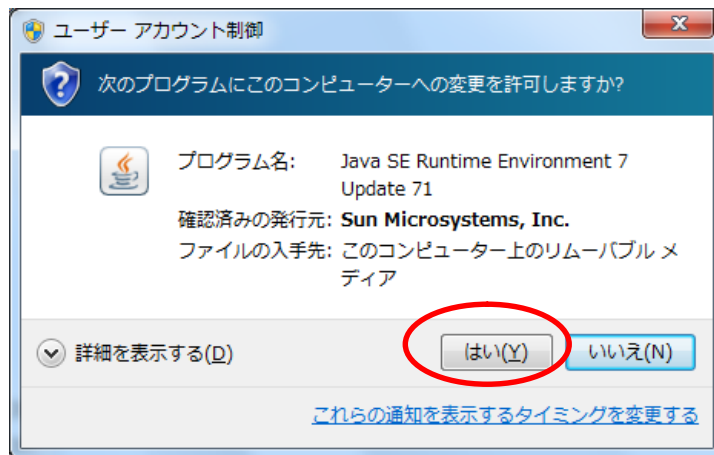 ユーザー アカウント制御
次のプログラムにこのコンピューターへの変更を許可しますか?
プログラム名: Java SE Runtime Environment 7
Update 71
確認済みの発行元: Sun Microsystems, Inc.
ファイルの入手先: このコンピューター上のリムーバブル メ
ディア
詳細を表示する(D) はい(Y) いいえ(N)
これらの通知を表示するタイミングを変更する